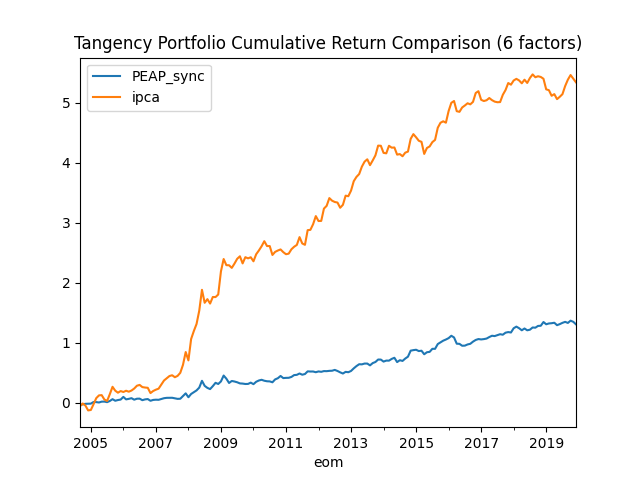 Tangency Portfolio Cumulative Return Comparison (6 factors)
PEAP_sync
ipca
5
4
3
2
1
0
2005 2007 2009 2011 2013 2015 2017 2019
eom